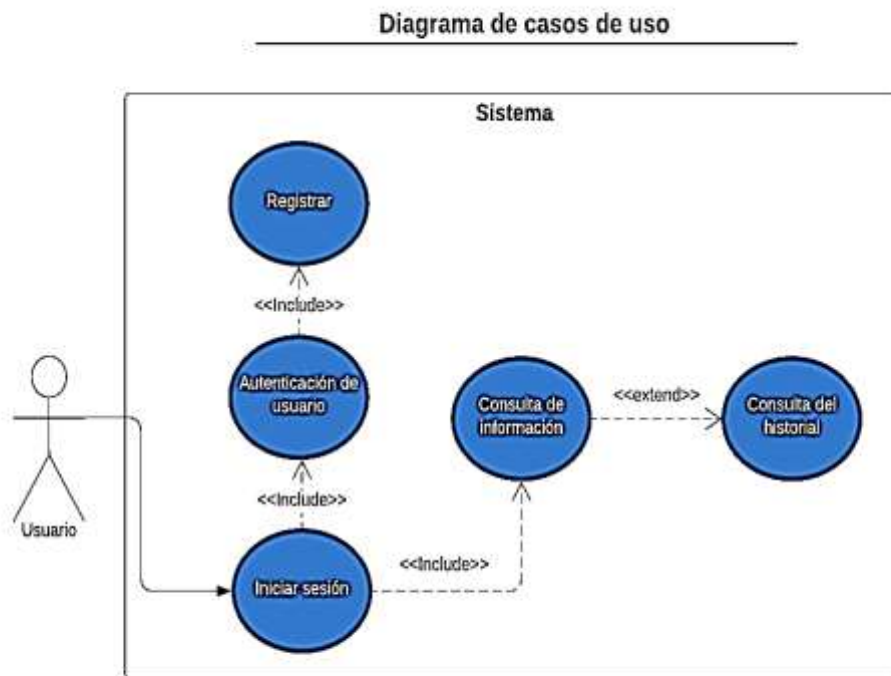 Diagrama de casos de uso
Sistema
Registrar
<<Include>>
Autenticación de
usuario
<<Include>>
Iniciar sesión
<<Include>>
Consulta de
información
<<extend>>
Consulta del
historial
Usuario